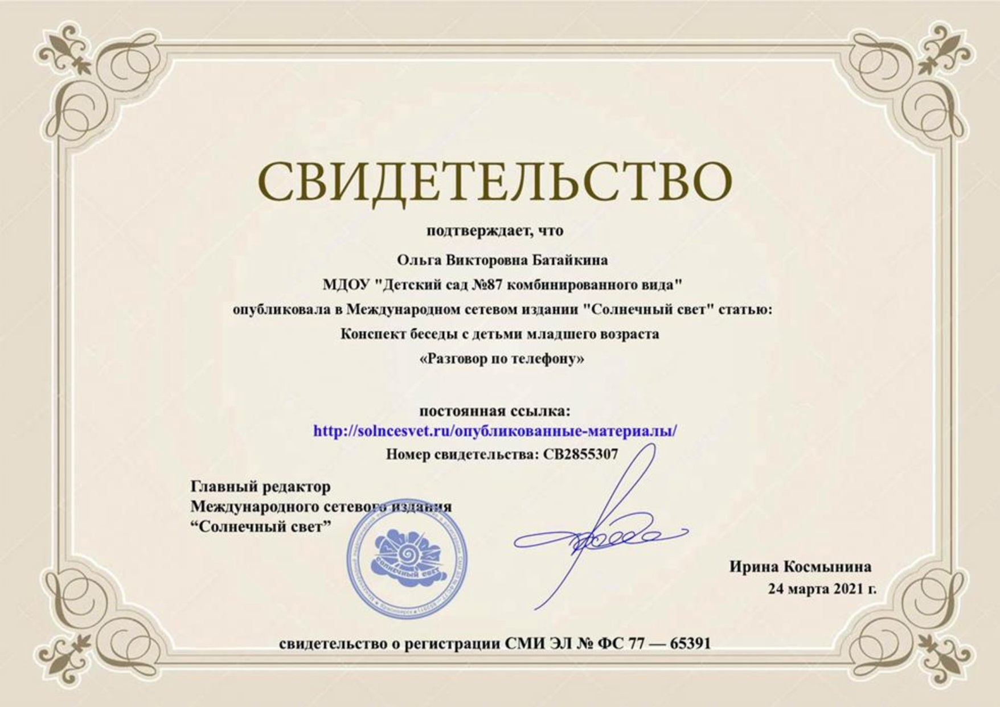 СВИДЕТЕЛЬСТВО
подтверждает, что
Ольга Викторовна Батайкина
МДОУ "Детский сад №87 комбинированного вида"
опубликовала в Международном сетевом издании "Солнечный свет" статью:
Конспект беседы с детьми младшего возраста
«Разговор по телефону»
постоянная ссылка:
http://solncesvet.ru/опубликованные-материалы/
Номер свидетельства: СВ2855307
Главный редактор
Международного сетевого издания
“Солнечный свет”
солнечный свет
Ирина Космынина
24 марта 2021 г.
свидетельство о регистрации СМИ ЭЛ № ФС 77 — 65391